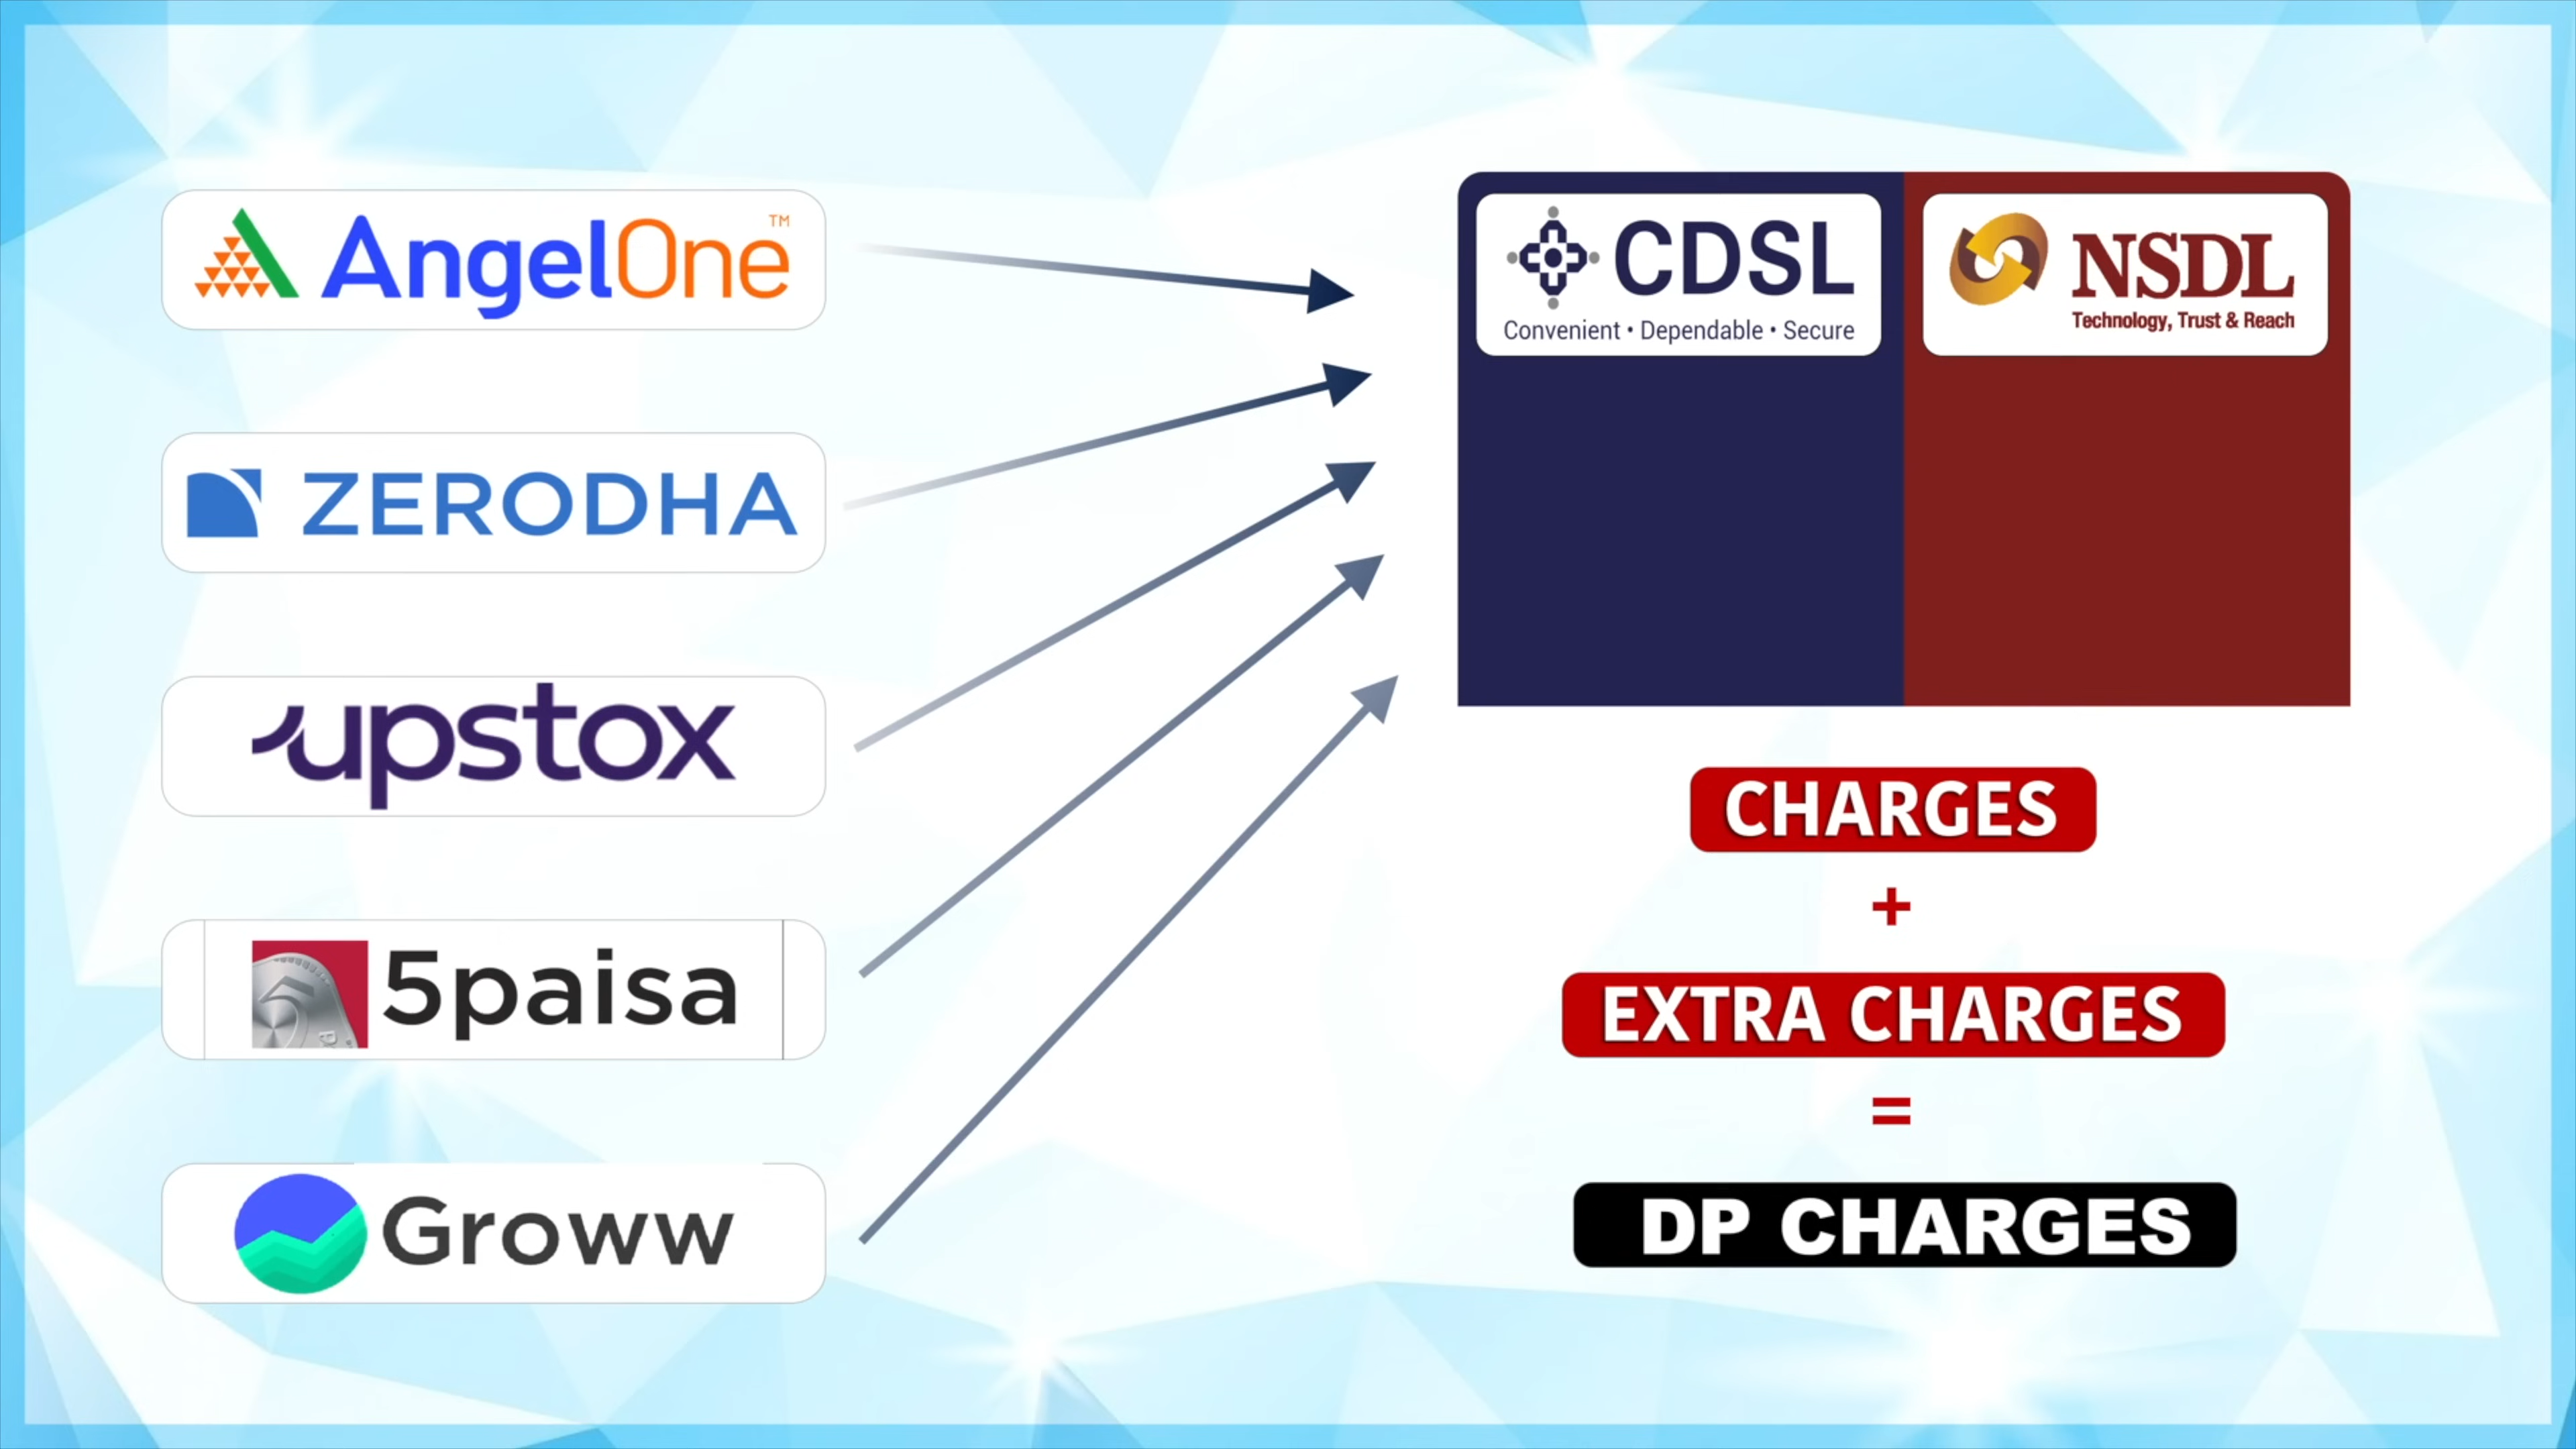 AngelOne™
ZERODHA
upstox
5paisa
Groww
CDSL
Convenient • Dependable • Secure
NSDL
Technology, Trust & Reach
CHARGES
+
EXTRA CHARGES
=
DP CHARGES